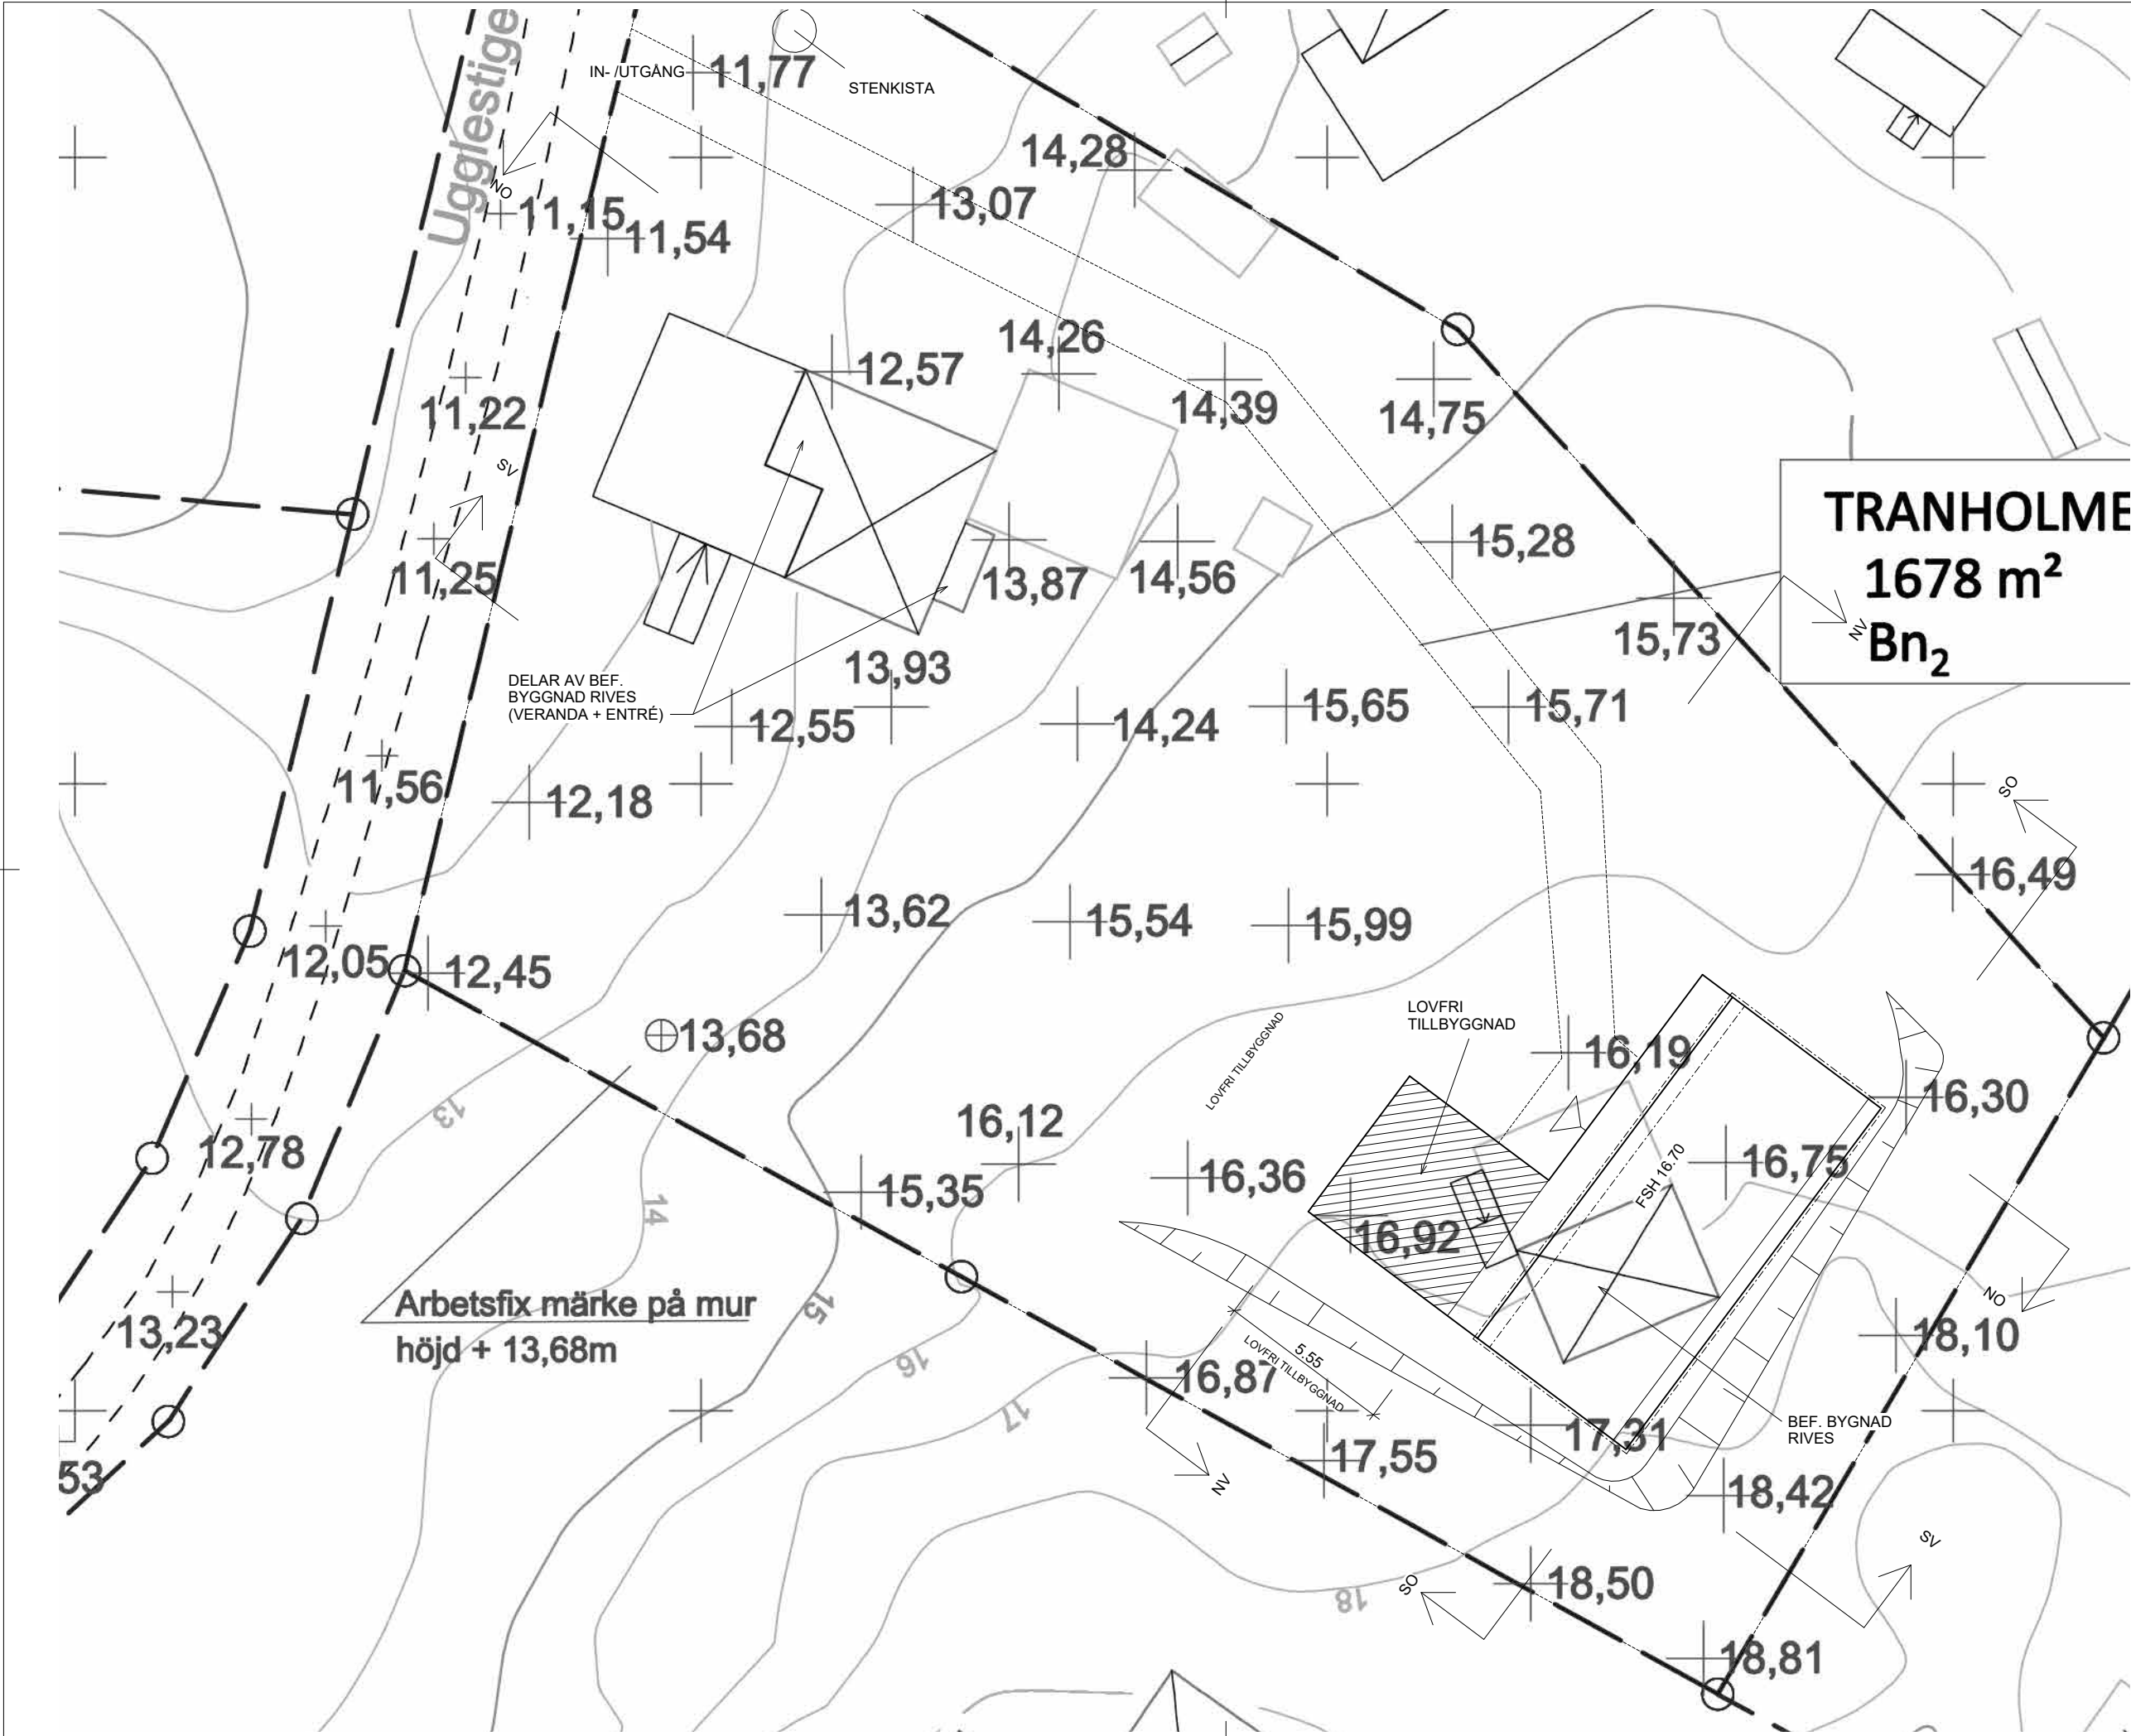 Ugglestige
IN- /UTGÅNG
11,77
STENKISTA
14,28
13,07
NO
11,15
11,54
14,26
12,57
14,39
14,75
11,22
SV
TRANHOLME
1678 m²
Bn₂
15,28
11,25
13,87
14,56
15,73
NV
13,93
DELAR AV BEF.
BYGGNAD RIVES
(VERANDA + ENTRÉ)
12,55
14,24
15,65
15,71
11,56
12,18
SO
16,49
13,62
15,54
15,99
12,05
12,45
LOVFRI
TILLBYGGNAD
13,68
LOVFRI TILLBYGGNAD
16,19
16,30
13
16,12
12,78
16,36
16,75
FSH 16.70
15,35
14
16,92
NO
Arbetsfix märke på mur
höjd + 13,68m
15
13,23
18,10
16
5.55
LOVFRI TILLBYGGNAD
16,87
17
17,31
BEF. BYGNAD
RIVES
17,55
53
NV
18,42
SV
18,50
SO
18
18,81